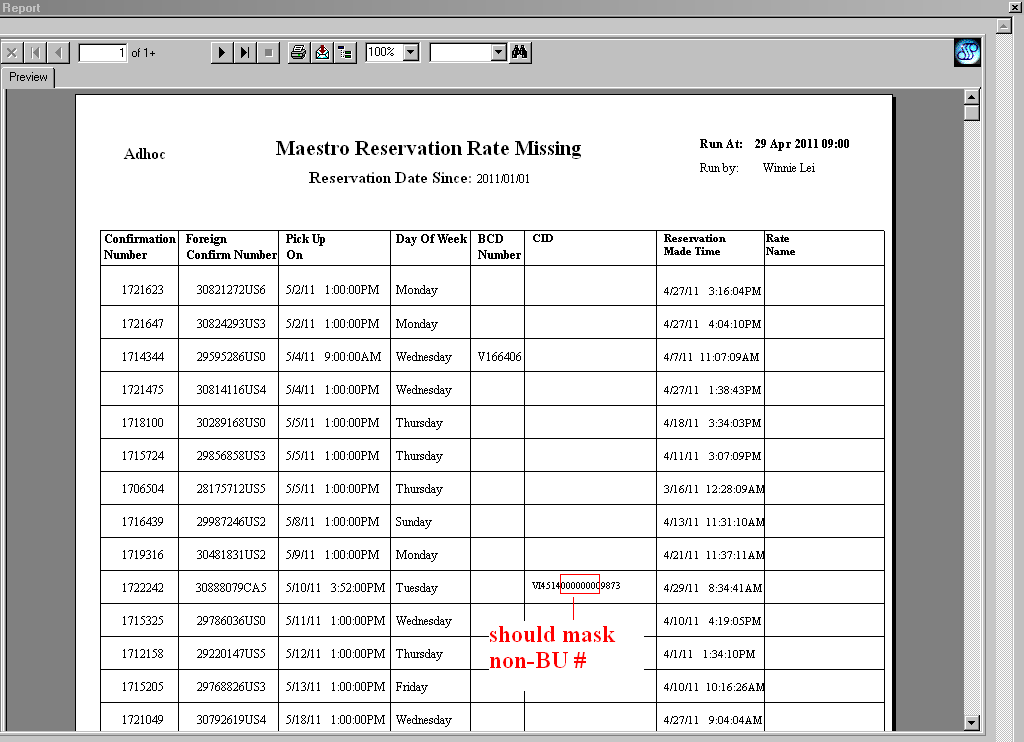 Report
1 of 1+
100%
Preview
Adhoc
Maestro Reservation Rate Missing
Run At: 29 Apr 2011 09:00
Reservation Date Since: 2011/01/01
Run by: Winnie Lei
Confirmation Number Foreign Confirm Number Pick Up On Day Of Week BCD Number CID Reservation Made Time Rate Name
1721623 30821272US6 5/2/11 1:00:00PM Monday 4/27/11 3:16:04PM
1721647 30824293US3 5/2/11 1:00:00PM Monday 4/27/11 4:04:10PM
1714344 29595286US0 5/4/11 9:00:00AM Wednesday V166406 4/7/11 11:07:09AM
1721475 30814116US4 5/4/11 1:00:00PM Wednesday 4/27/11 1:38:43PM
1718100 30289168US0 5/5/11 1:00:00PM Thursday 4/18/11 3:34:03PM
1715724 29856858US3 5/5/11 1:00:00PM Thursday 4/11/11 3:07:09PM
1706504 28175712US5 5/5/11 1:00:00PM Thursday 3/16/11 12:28:09AM
1716439 29987246US2 5/8/11 1:00:00PM Sunday 4/13/11 11:31:10AM
1719316 30481831US2 5/9/11 1:00:00PM Monday 4/21/11 11:37:11AM
1722242 30888079CA5 5/10/11 3:52:00PM Tuesday VI4514000000009873 4/29/11 8:34:41AM
1715325 29786036US0 5/11/11 1:00:00PM Wednesday 4/10/11 4:19:05PM
should mask
non-BU #
1712158 29220147US5 5/12/11 1:00:00PM Thursday 4/1/11 1:34:10PM
1715205 29768826US3 5/13/11 1:00:00PM Friday 4/10/11 10:16:26AM
1721049 30792619US4 5/18/11 1:00:00PM Wednesday 4/27/11 9:04:04AM